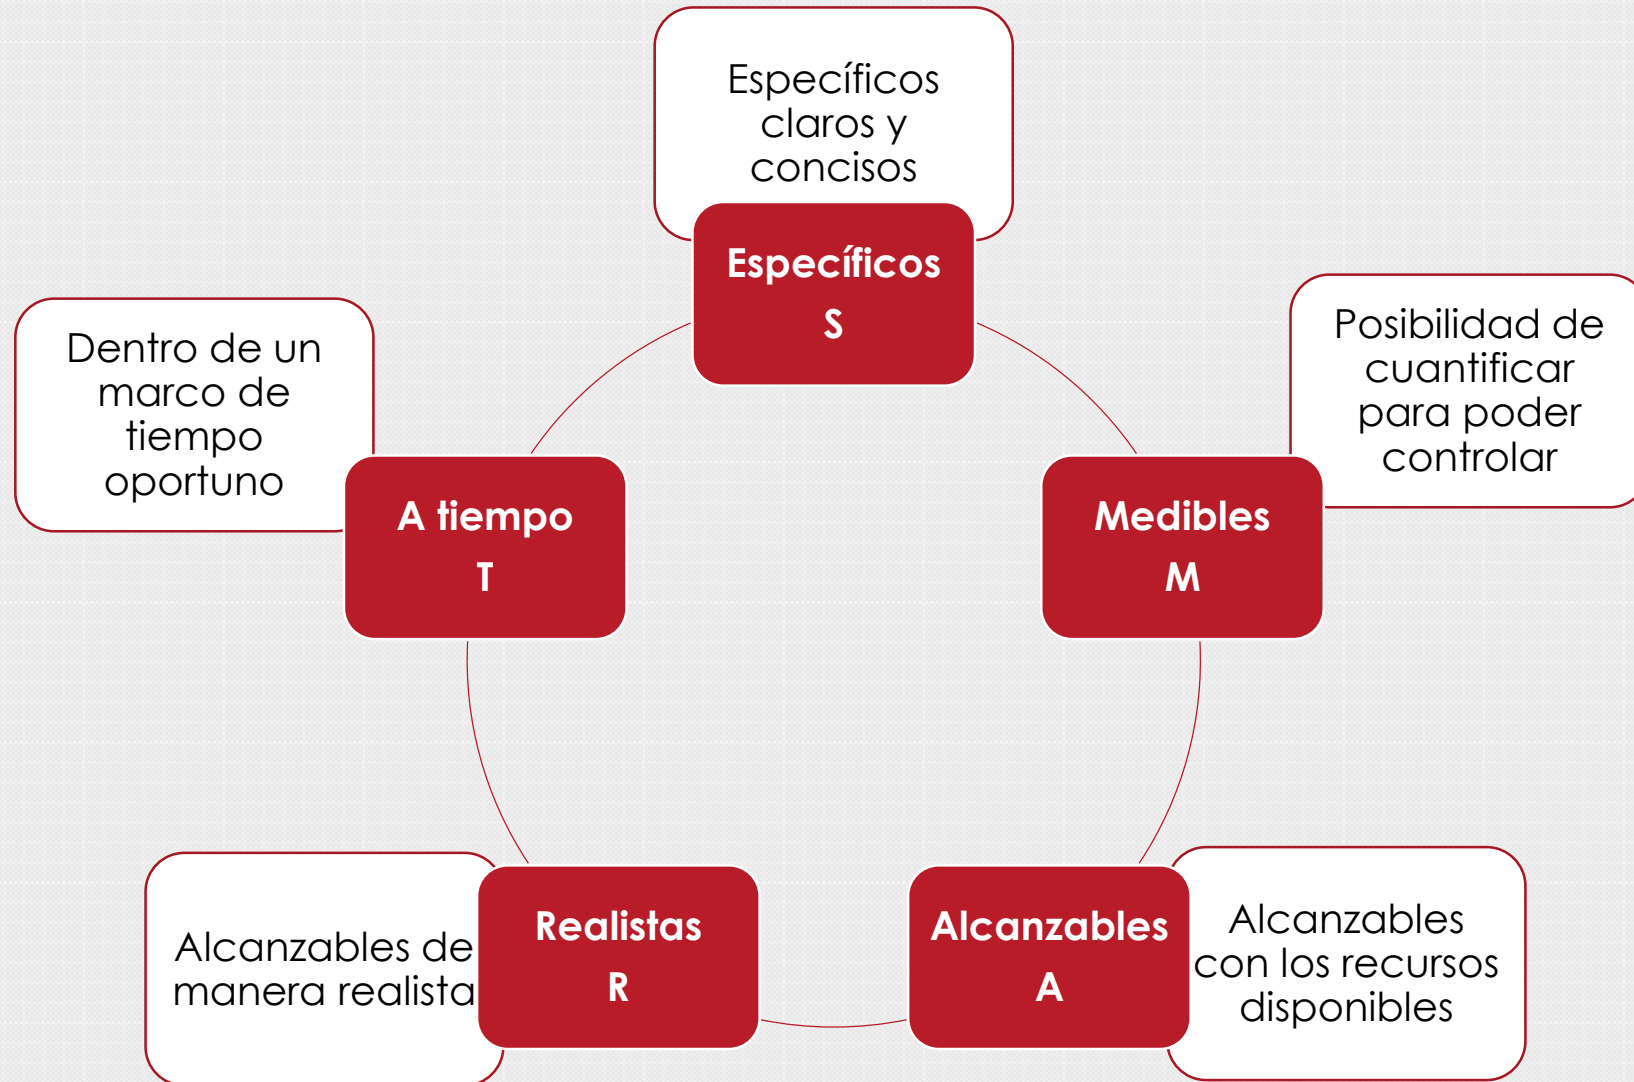 Específicos
claros y
concisos
Específicos
S
Posibilidad de
cuantificar
para poder
controlar
Medibles
M
Alcanzables
con los recursos
disponibles
Alcanzables
A
Alcanzables de
manera realista
Realistas
R
Dentro de un
marco de
tiempo
oportuno
A tiempo
T